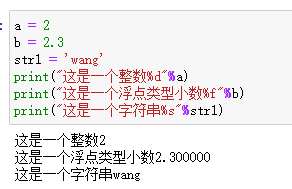 a = 2
b = 2.3
str1 = 'wang'
print("这是一个整数%d"%a)
print("这是一个浮点类型小数%f"%b)
print("这是一个字符串%s"%str1)
这是一个整数2
这是一个浮点类型小数2.300000
这是一个字符串wang